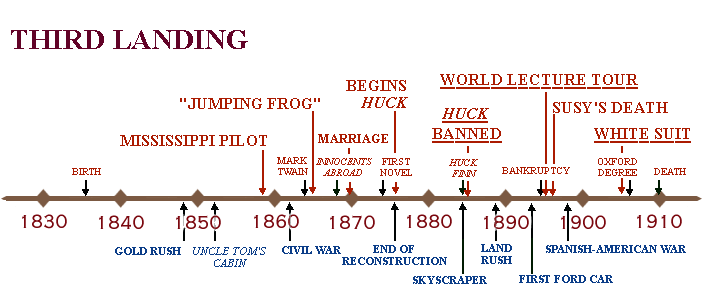 THIRD LANDING
WORLD LECTURE TOUR
BEGINS
HUCK
"JUMPING FROG"
HUCK
BANNED
SUSY'S DEATH
MISSISSIPPI PILOT
MARRIAGE
WHITE SUIT
BIRTH
MARK
TWAIN
INNOCENTS
ABROAD
FIRST
NOVEL
HUCK
FINN
BANKRUPTCY
OXFORD
DEGREE
DEATH
1830 1840 1850 1860 1870 1880 1890 1900 1910
GOLD RUSH
UNCLE TOM'S
CABIN
CIVIL WAR
END OF
RECONSTRUCTION
SKYSCRAPER
LAND
RUSH
FIRST FORD CAR
SPANISH-AMERICAN WAR